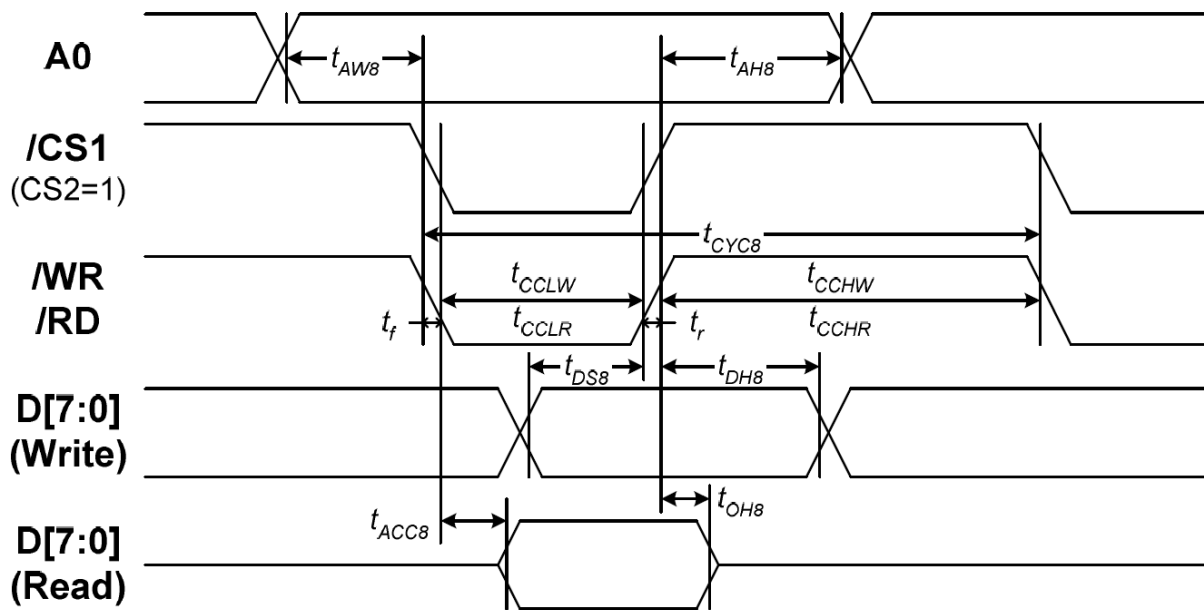 A0
tAW8
tAH8
/CS1
(CS2=1)
tCYC8
/WR
/RD
tCCLW
tCCHW
tf
tCCLR
tr
tCCHR
tDS8
tDH8
D[7:0]
(Write)
tACC8
tOH8
D[7:0]
(Read)